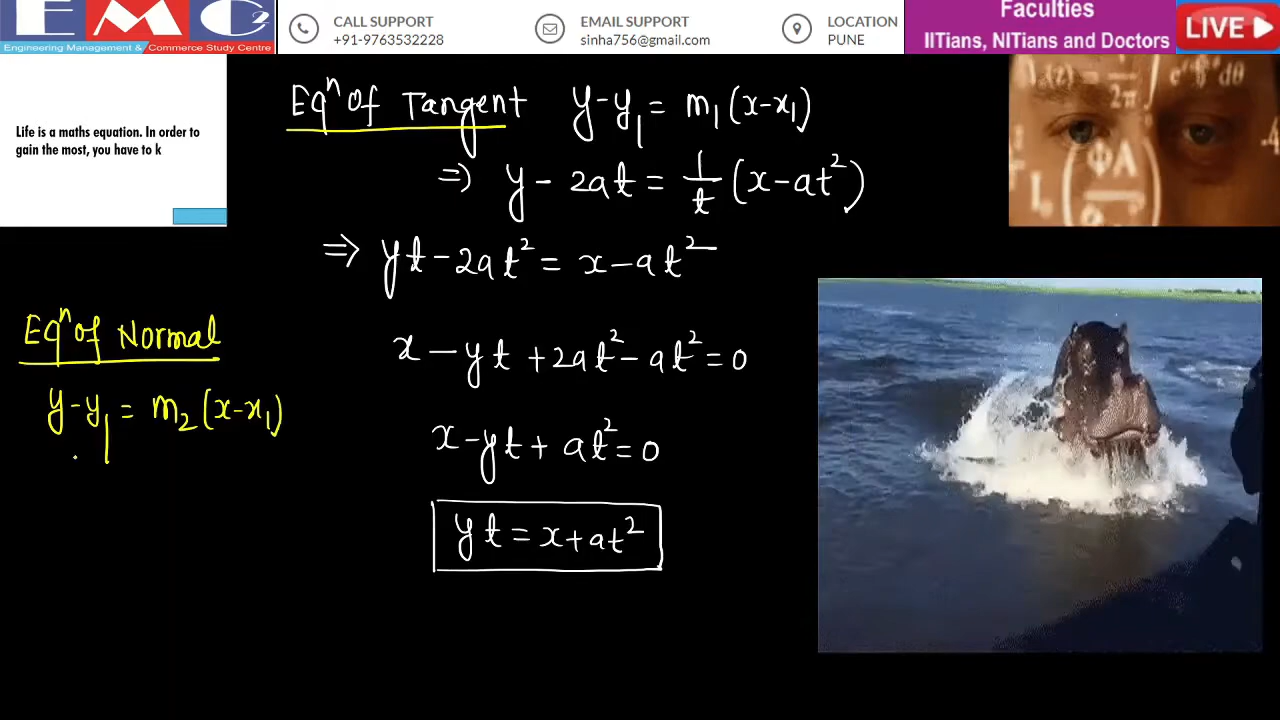 EMC
Engineering Management & Commerce Study Centre
CALL SUPPORT
+91-9763532228
EMAIL SUPPORT
sinha756@gmail.com
LOCATION
PUNE
Faculties
IITians, NITians and Doctors
LIVE
Life is a maths equation. In order to
gain the most, you have to k
Eqⁿ Of Tangent y-y₁ = m₁(x-x₁)
⇒ y - 2at = 1/t (x-at²)
⇒ yt - 2at² = x - at²
x - yt + 2at² - at² = 0
x - yt + at² = 0
yt = x + at²
Eqⁿ of Normal
y-y₁ = m₂(x-x₁)